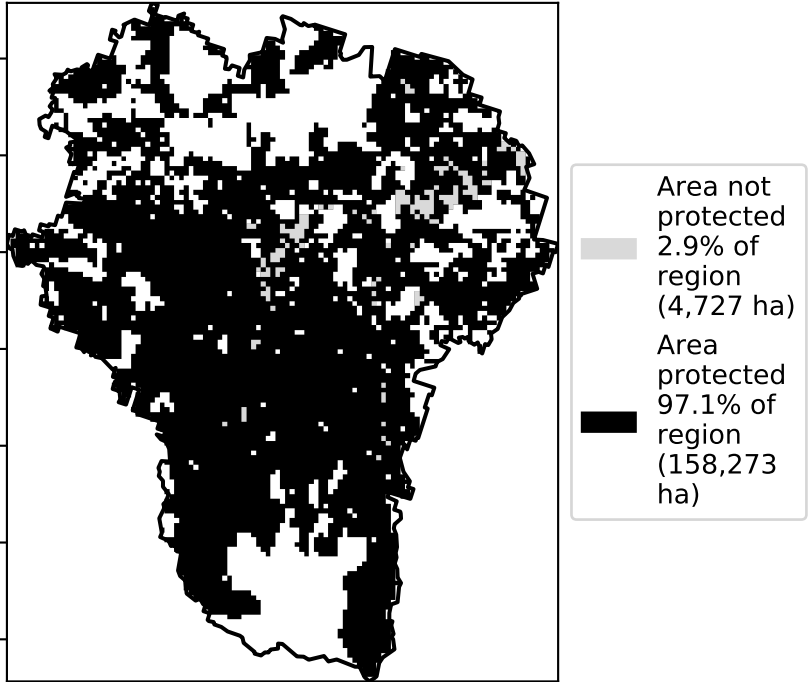 Area not
protected
2.9% of
region
(4,727 ha)
Area
protected
97.1% of
region
(158,273
ha)